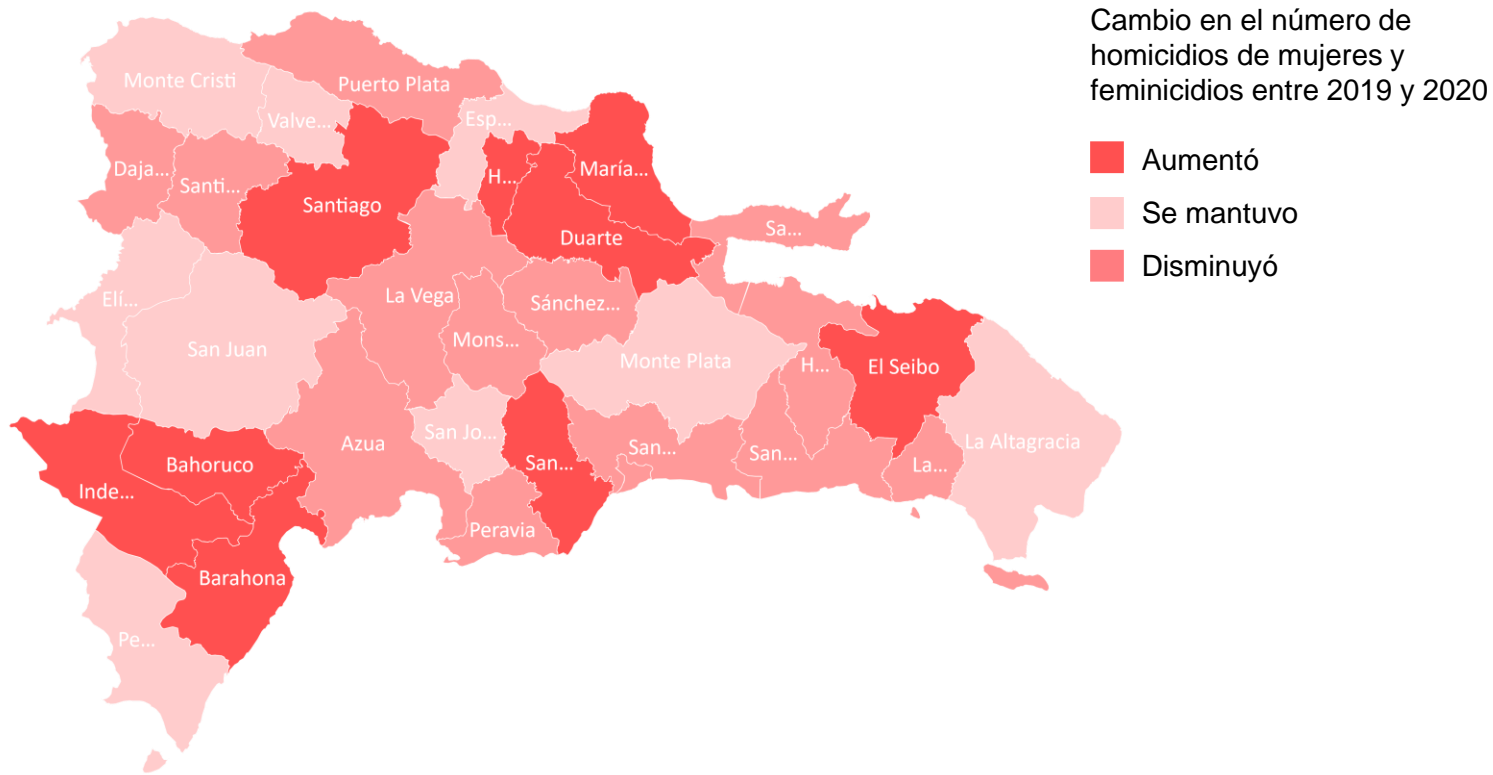 Cambio en el número de
homicidios de mujeres y
feminicidios entre 2019 y 2020
Aumentó
Se mantuvo
Disminuyó
Monte Cristi
Puerto Plata
Valve...
Esp...
Daja...
Santi...
Santiago
H...
María...
Duarte
Sa...
Elí...
La Vega
Sánchez...
San Juan
Mons...
Monte Plata
H...
El Seibo
Azua
San Jo...
La Altagracia
Bahoruco
San...
San...
San...
La...
Inde...
Peravia
Barahona
Pe...